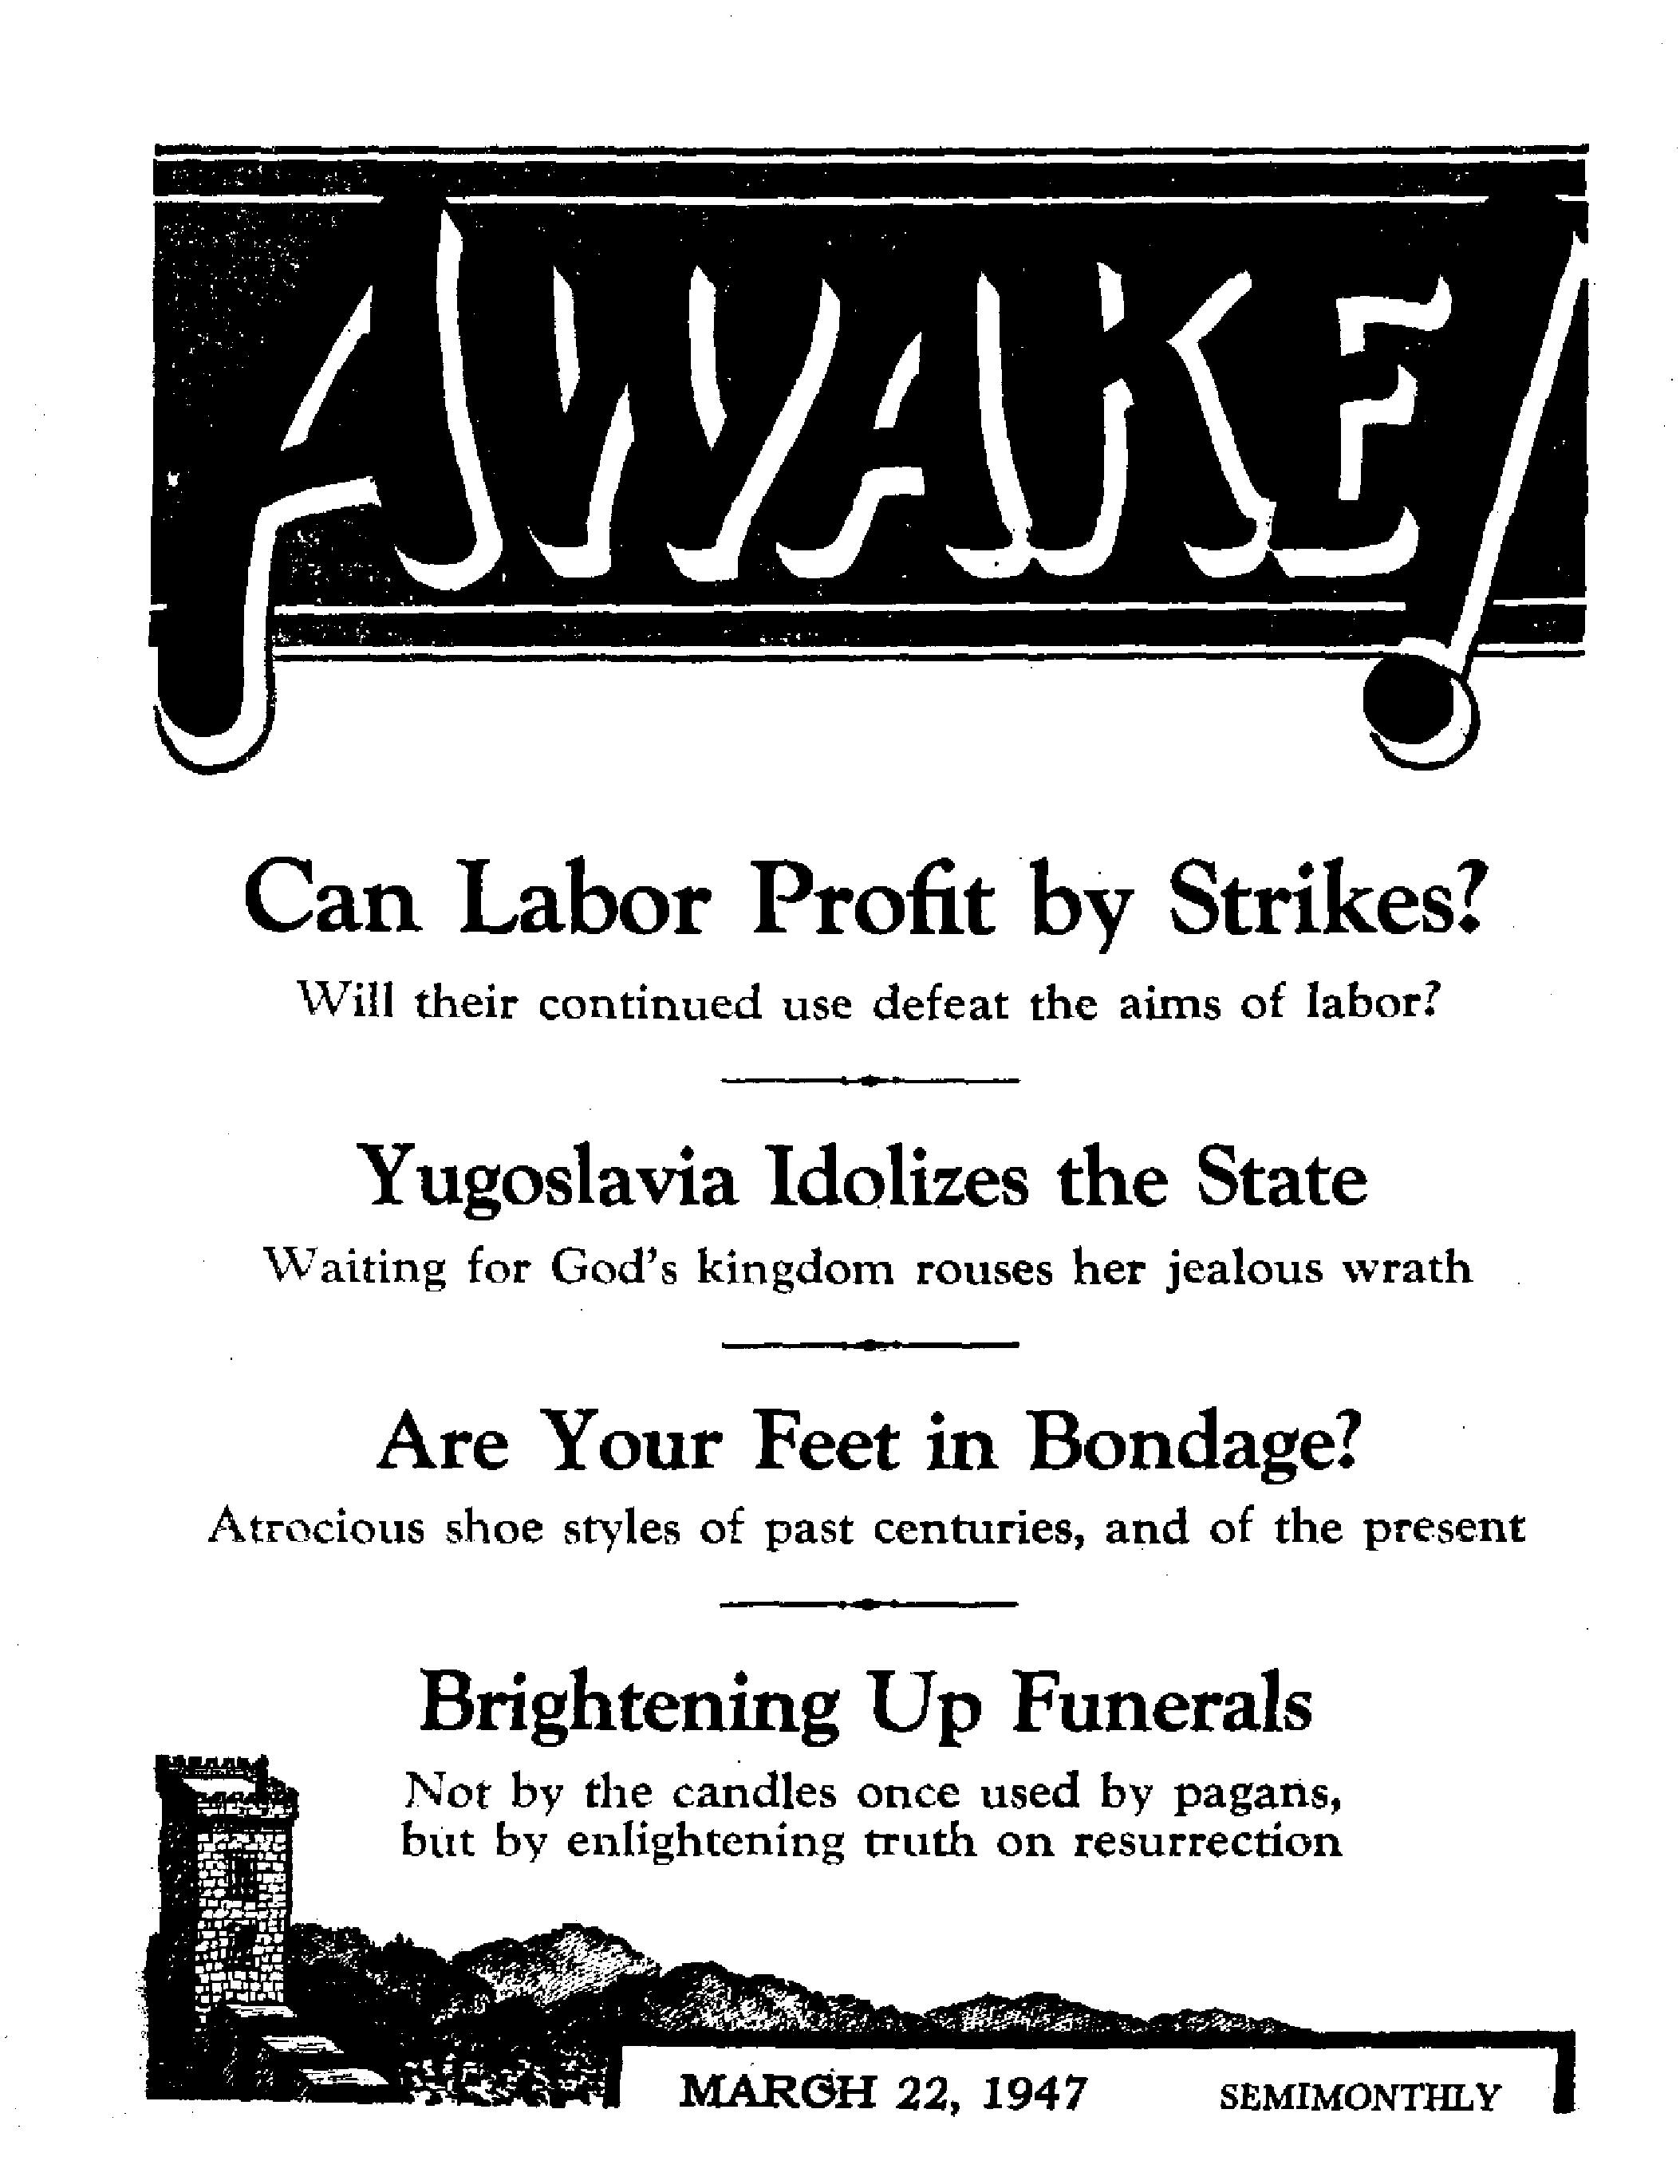 AWAKE!
Can Labor Profit by Strikes?
Will their continued use defeat the aims of labor?
Yugoslavia Idolizes the State
Waiting for God's kingdom rouses her jealous wrath
Are Your Feet in Bondage?
Atrocious shoe styles of past centuries, and of the present
Brightening Up Funerals
Not by the candles once used by pagans,
but by enlightening truth on resurrection
MARCH 22, 1947 SEMIMONTHLY